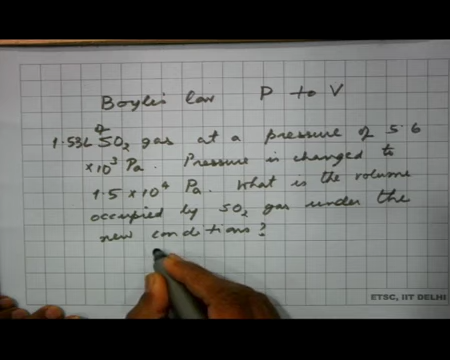 Boyle's law P to V
1.53L of SO2 gas at a pressure of 5.6
×10³ Pa. Pressure is changed to
1.5 × 10⁴ Pa. What is the volume
occupied by SO2 gas under the
new conditions?
ETSC, IIT DELHI